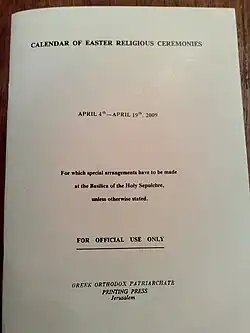 CALENDAR OF EASTER RELIGIOUS CEREMONIES
APRIL 4th—APRIL 19th, 2009
For which special arrangements have to be made
at the Basilica of the Holy Sepulchre,
unless otherwise stated.
FOR OFFICIAL USE ONLY
GREEK ORTHODOX PATRIARCHATE
PRINTING PRESS
Jerusalem